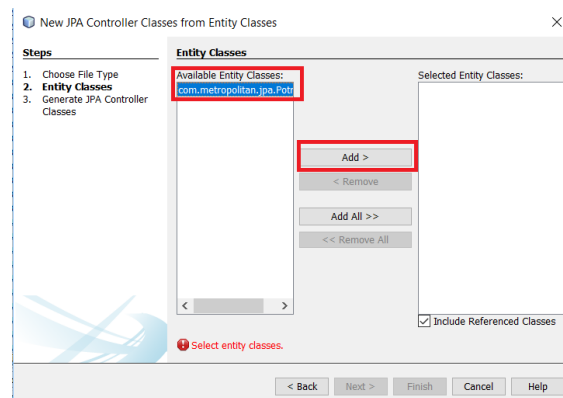 New JPA Controller Classes from Entity Classes
Steps
1. Choose File Type
2. Entity Classes
3. Generate JPA Controller
Classes
Entity Classes
Available Entity Classes:
com.metropolitan.jpa.Potr
Add >
< Remove
Add All >>
<< Remove All
Selected Entity Classes:
Include Referenced Classes
Select entity classes.
< Back
Next >
Finish
Cancel
Help